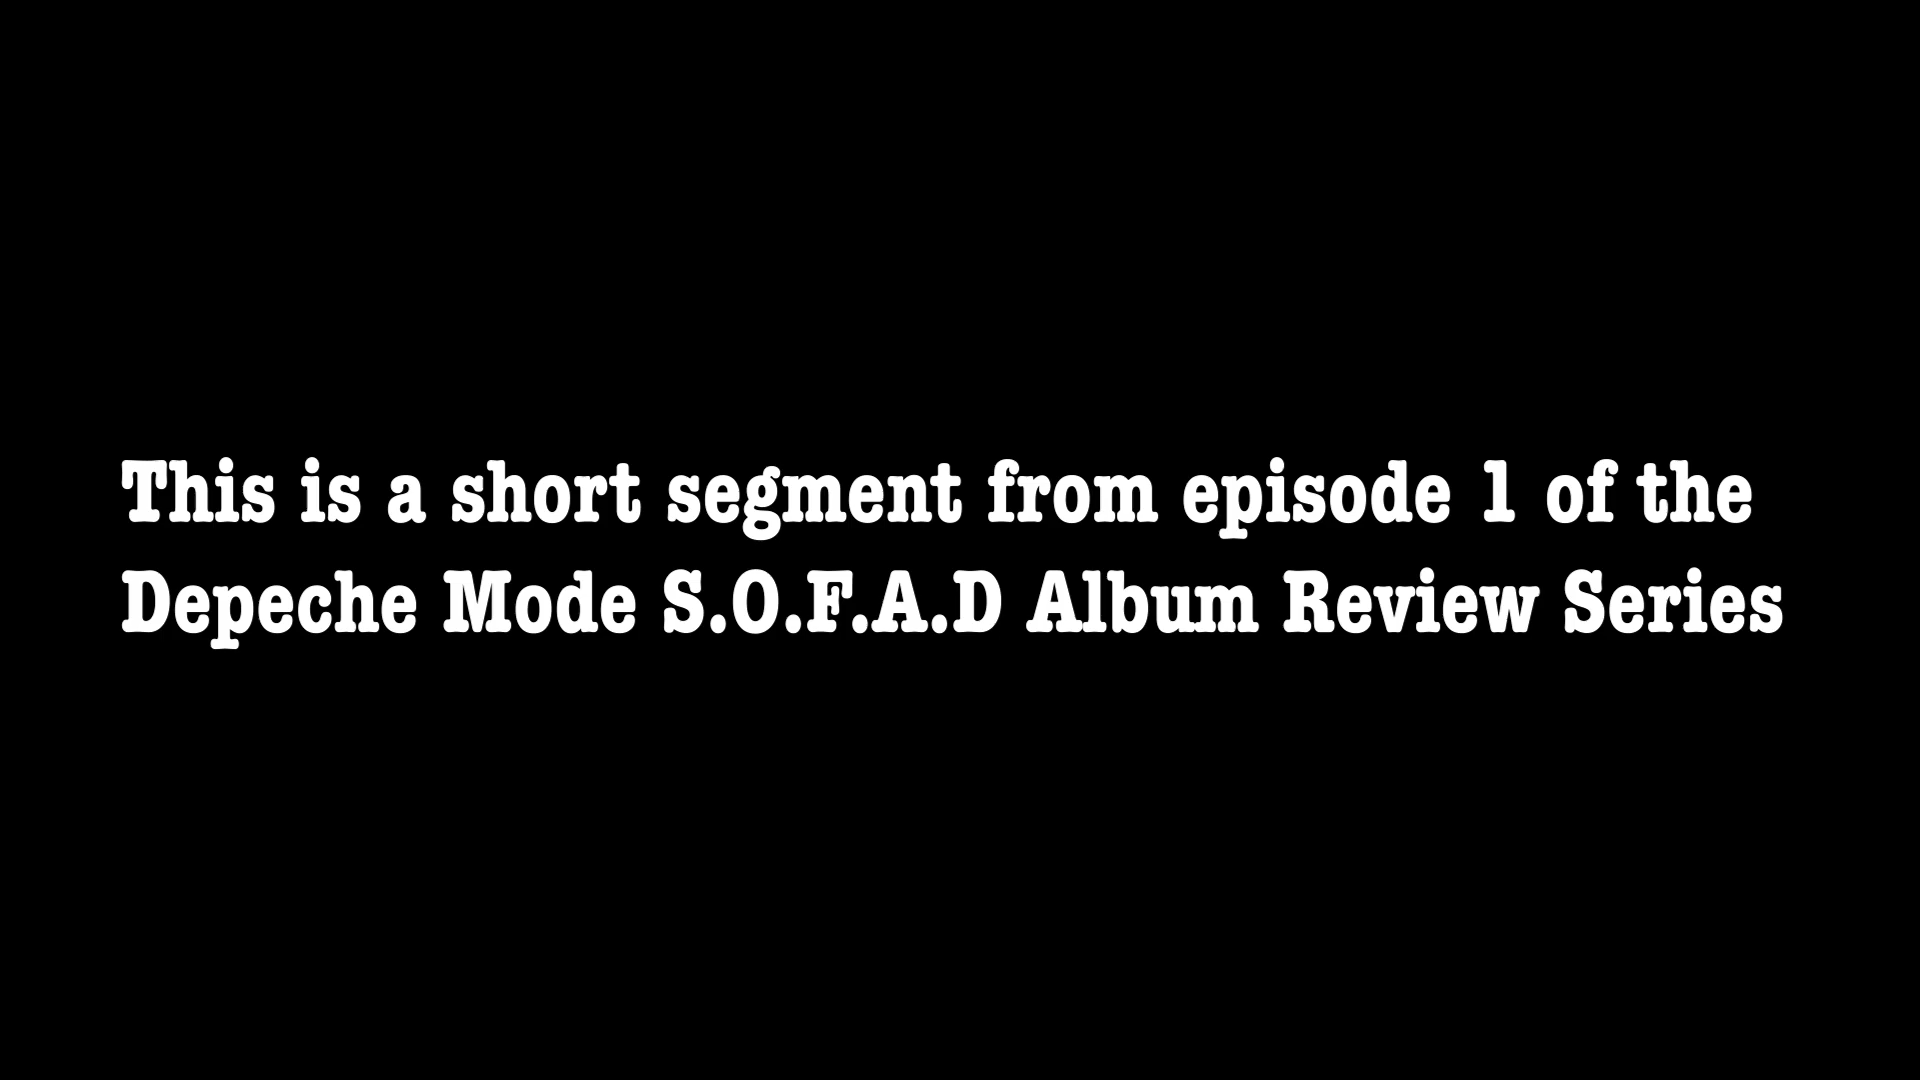 This is a short segment from episode 1 of the
Depeche Mode S.O.F.A.D Album Review Series